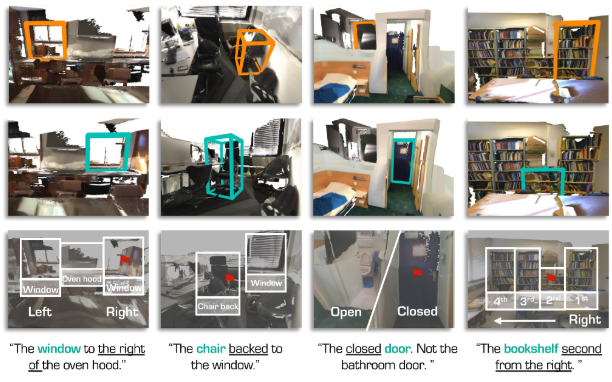 Oven hood
Window
Window
Left
Right
Window
Chair back
Open
Closed
4th
3rd
2nd
1st
Right
“The window to the right
of the oven hood.”
“The chair backed to
the window.”
“The closed door. Not the
bathroom door. ”
“The bookshelf second
from the right. ”